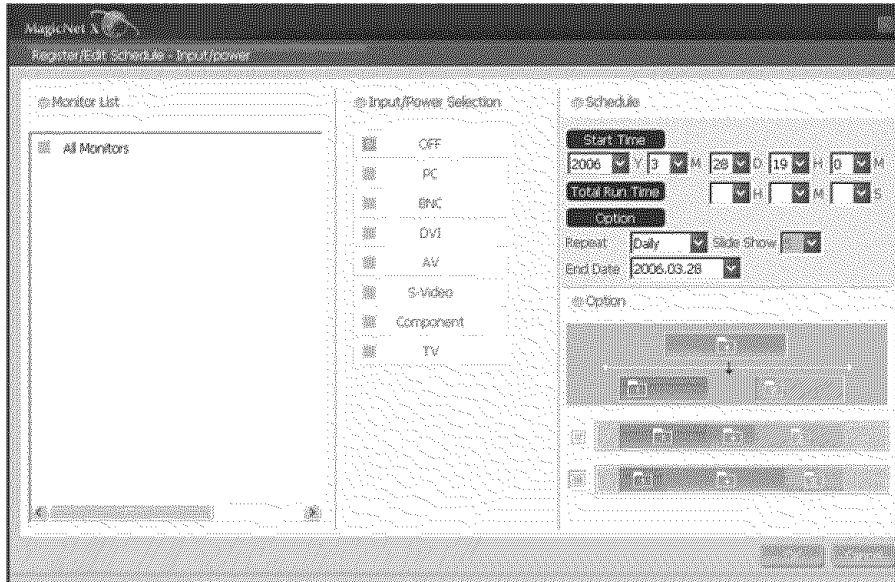 MagicNet X
Register/Edit Schedule - Input/power
Monitor List
All Monitors
Input/Power Selection
OFF
PC
BNC
DVI
AV
S-Video
Component
TV
Schedule
Start Time
2006 Y 3 M 28 D 19 H 0 M
Total Run Time H M S
Option
Repeat Daily Slide Show
End Date 2006.03.28
Option